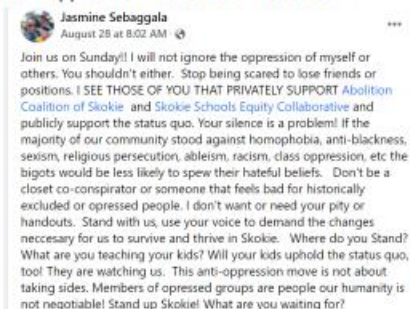 Jasmine Sebaggala
August 28 at 8:02 AM ·
Join us on Sunday!! I will not ignore the oppression of myself or
others. You shouldn't either.  Stop being scared to lose friends or
positions. I SEE THOSE OF YOU THAT PRIVATELY SUPPORT Abolition
Coalition of Skokie  and Skokie Schools Equity Collaborative and
publicly support the status quo. Your silence is a problem! If the
majority of our community stood against homophobia, anti-blackness,
sexism, religious persecution, ableism, racism, class oppression, etc the
bigots would be less likely to spew their hateful beliefs.   Don't be a
closet co-conspirator or someone that feels bad for historically
excluded or opressed people. I don't want or need your pity or
handouts.  Stand with us, use your voice to demand the changes
neccesary for us to survive and thrive in Skokie.   Where do you Stand?
What are you teaching your kids? Will your kids uphold the status quo,
too! They are watching us.  This anti-oppression move is not about
taking sides. Members of opressed groups are people our humanity is
not negotiable! Stand up Skokie! What are you waiting for?